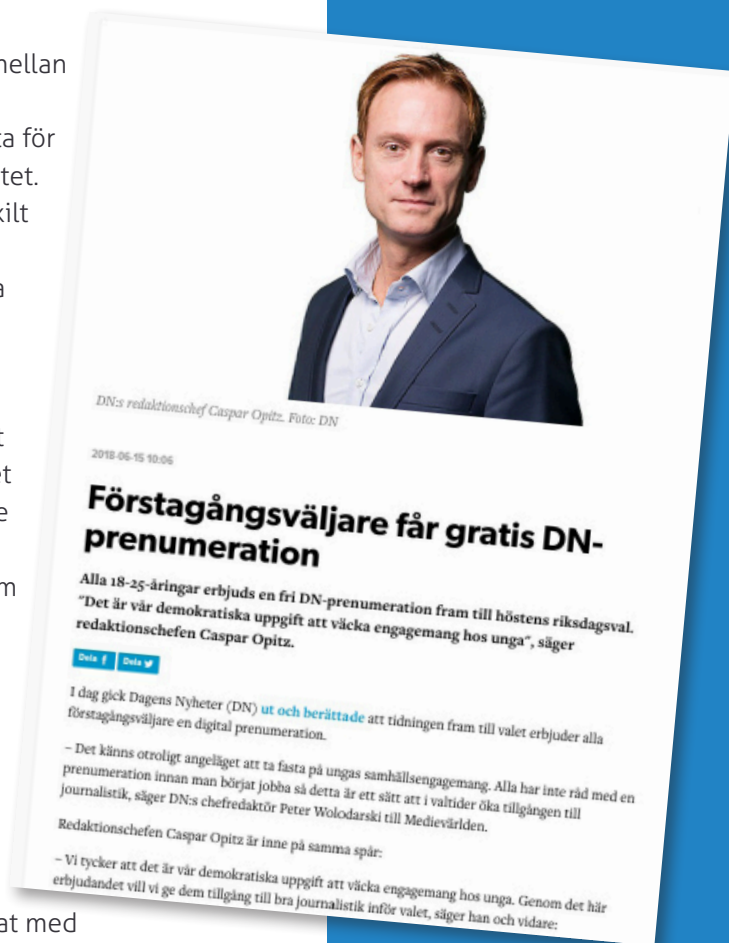 mellan
för
DN:s redaktionschef Caspar Opitz. Foto: DN
2018-06-15 10:06
Förstagångsväljare får gratis DN-
prenumeration
Alla 18-25-åringar erbjuds en fri DN-prenumeration fram till höstens riksdagsval.
"Det är vår demokratiska uppgift att väcka engagemang hos unga", säger
redaktionschefen Caspar Opitz.
Dela f Dela
I dag gick Dagens Nyheter (DN) ut och berättade att tidningen fram till valet erbjuder alla
förstagångsväljare en digital prenumeration.
– Det känns otroligt angeläget att ta fasta på ungas samhällsengagemang. Alla har inte råd med en
prenumeration innan man börjat jobba så detta är ett sätt att i valtider öka tillgången till
journalistik, säger DN:s chefredaktör Peter Wolodarski till Medievärlden.
Redaktionschefen Caspar Opitz är inne på samma spår:
– Vi tycker att det är vår demokratiska uppgift att väcka engagemang hos unga. Genom det här
erbjudandet vill vi ge dem tillgång till bra journalistik inför valet, säger han och vidare:
at med